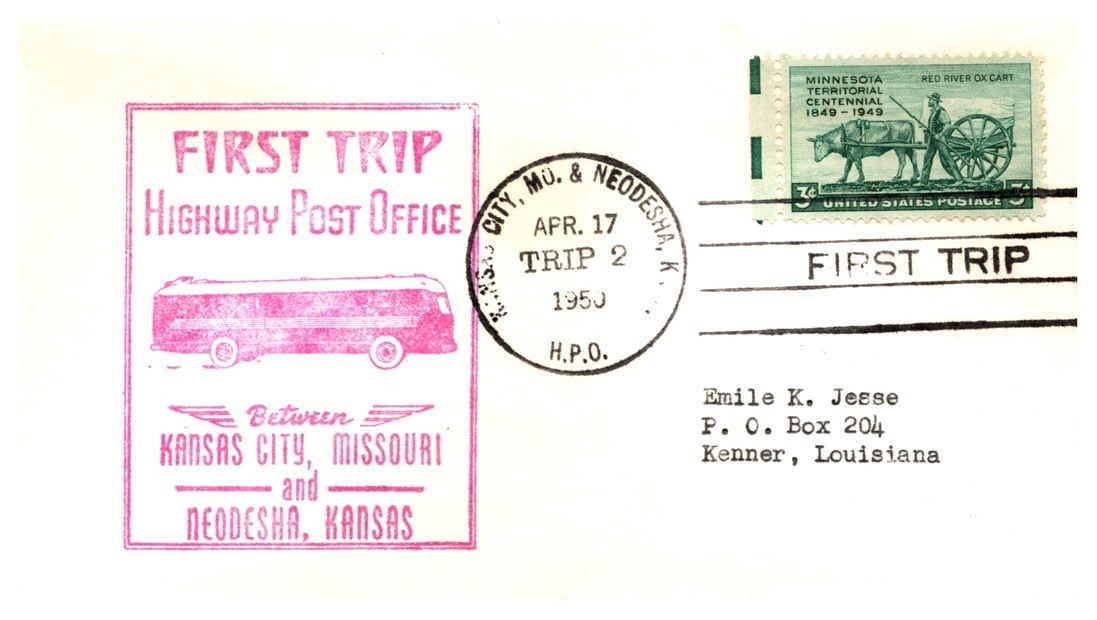 FIRST TRIP
HIGHWAY POST OFFICE
Between
KANSAS CITY, MISSOURI
and
NEODESHA, KANSAS
KANSAS CITY, MO. & NEODESHA, K
APR. 17
TRIP 2
1950
H.P.O.
MINNESOTA
TERRITORIAL
CENTENNIAL
1849-1949
RED RIVER OX CART
3¢ UNITED STATES POSTAGE 3¢
FIRST TRIP
Emile K. Jesse
P. O. Box 204
Kenner, Louisiana